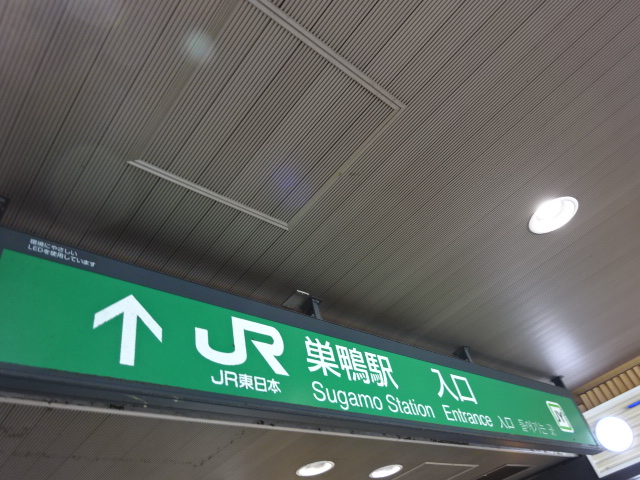 環境にやさしい
LEDを使用しています
JR 巣鴨駅 入口
JR東日本 Sugamo Station Entrance 入口